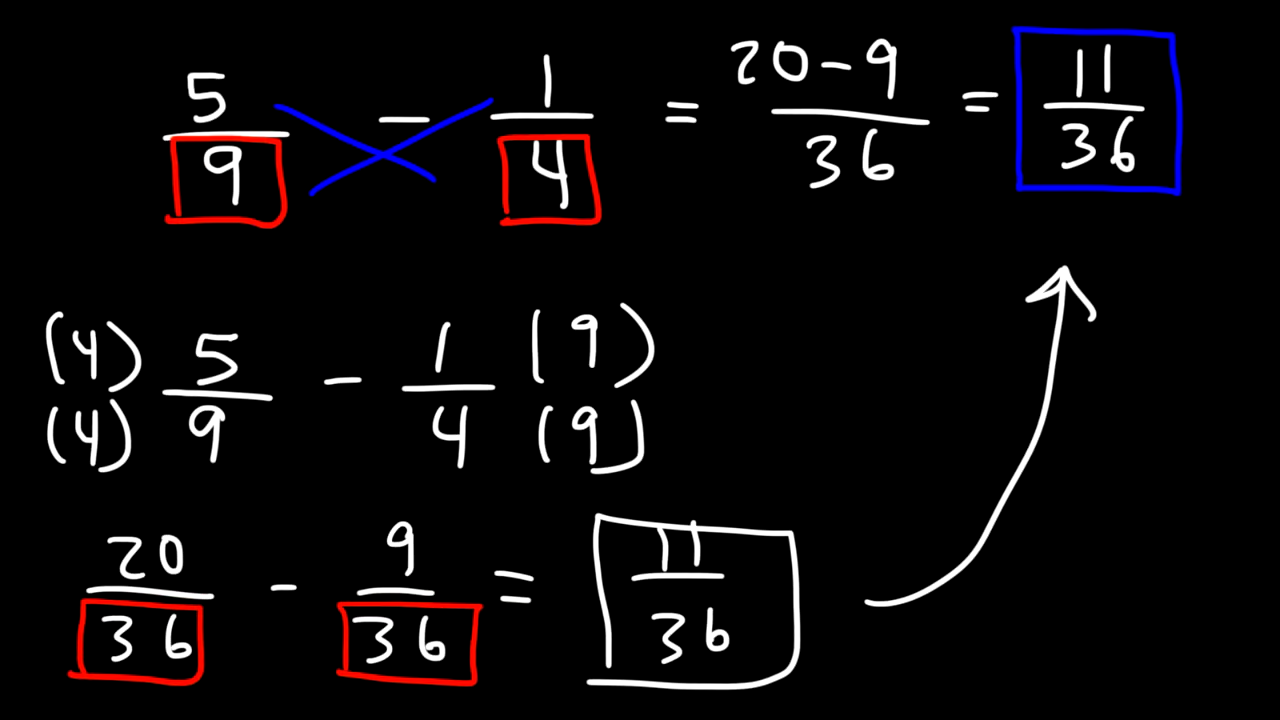 5/9 - 1/4 = 20-9/36 = 11/36
(4)/(4) 5/9 - 1/4 (9)/(9)
20/36 - 9/36 = 11/36